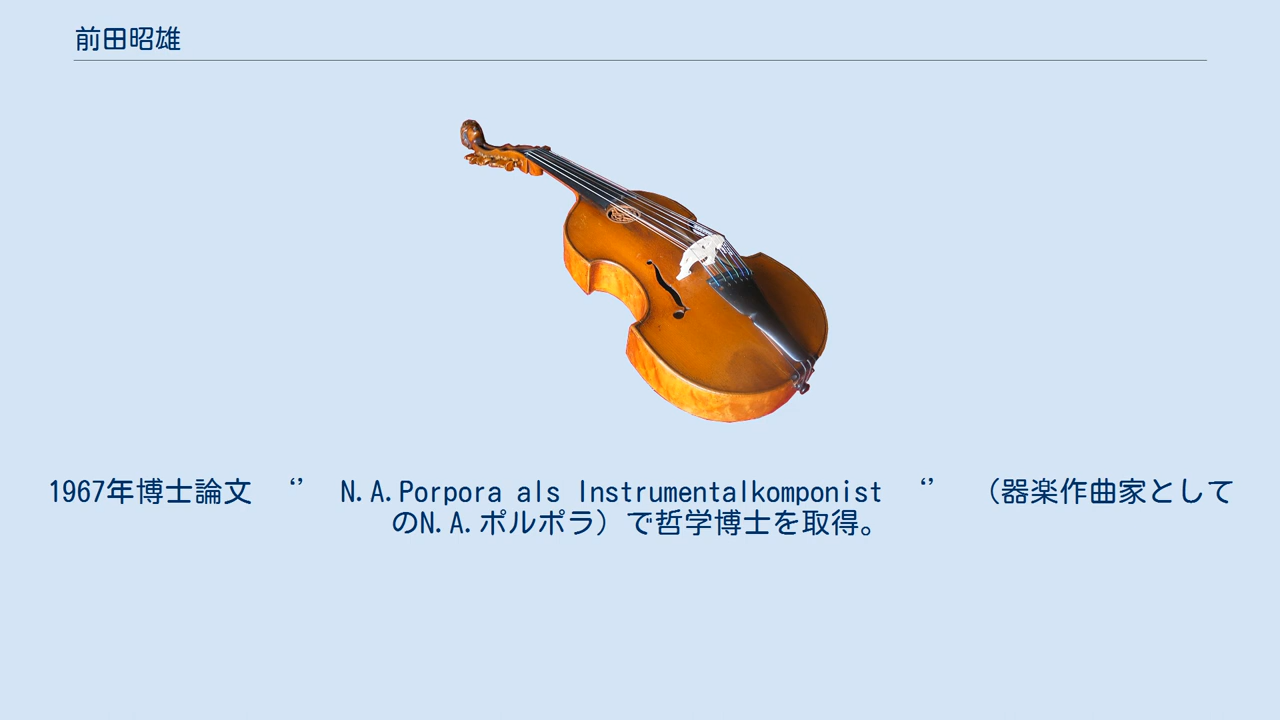 前田昭雄
1967年博士論文　‘’　N.A.Porpora als Instrumentalkomponist　‘’　（器楽作曲家として
のN.A.ポルポラ）で哲学博士を取得。